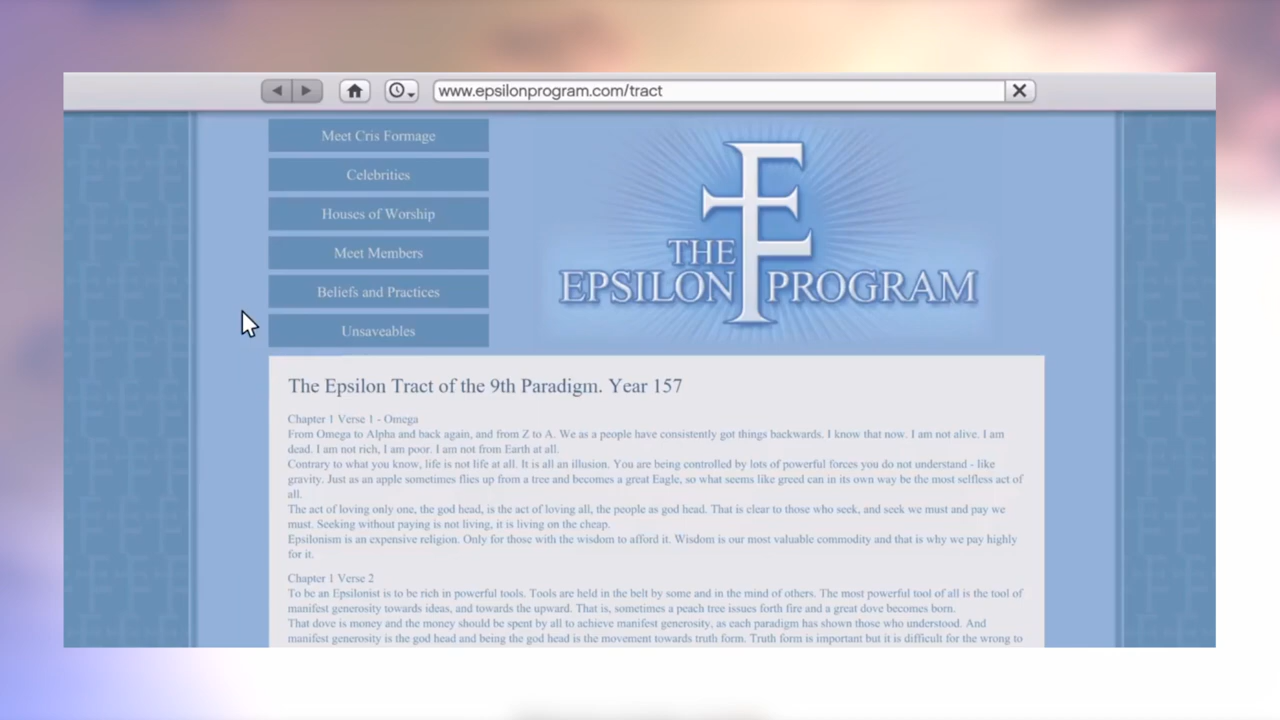 www.epsilonprogram.com/tract
Meet Cris Formage
Celebrities
Houses of Worship
Meet Members
Beliefs and Practices
Unsaveables
THE
EPSILON PROGRAM
The Epsilon Tract of the 9th Paradigm. Year 157
Chapter 1 Verse 1 - Omega
From Omega to Alpha and back again, and from Z to A. We as a people have consistently got things backwards. I know that now. I am not alive. I am
dead. I am not rich, I am poor. I am not from Earth at all.
Contrary to what you know, life is not life at all. It is all an illusion. You are being controlled by lots of powerful forces you do not understand - like
gravity. Just as an apple sometimes flies up from a tree and becomes a great Eagle, so what seems like greed can in its own way be the most selfless act of
all.
The act of loving only one, the god head, is the act of loving all, the people as god head. That is clear to those who seek, and seek we must and pay we
must. Seeking without paying is not living, it is living on the cheap.
Epsilonism is an expensive religion. Only for those with the wisdom to afford it. Wisdom is our most valuable commodity and that is why we pay highly
for it.
Chapter 1 Verse 2
To be an Epsilonist is to be rich in powerful tools. Tools are held in the belt by some and in the mind of others. The most powerful tool of all is the tool of
manifest generosity towards ideas, and towards the upward. That is, sometimes a peach tree issues forth fire and a great dove becomes born.
That dove is money and the money should be spent by all to achieve manifest generosity, as each paradigm has shown those who understood. And
manifest generosity is the god head and being the god head is the movement towards truth form. Truth form is important but it is difficult for the wrong to